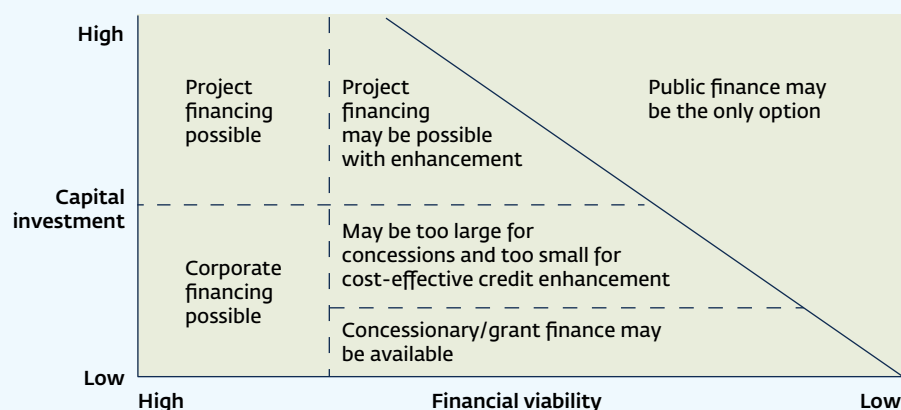 High
Project
financing
possible
Project
financing
may be possible
with enhancement
Public finance may
be the only option
Capital
investment
Corporate
financing
possible
May be too large for
concessions and too small for
cost-effective credit enhancement
Concessionary/grant finance may
be available
Low
High
Financial viability
Low